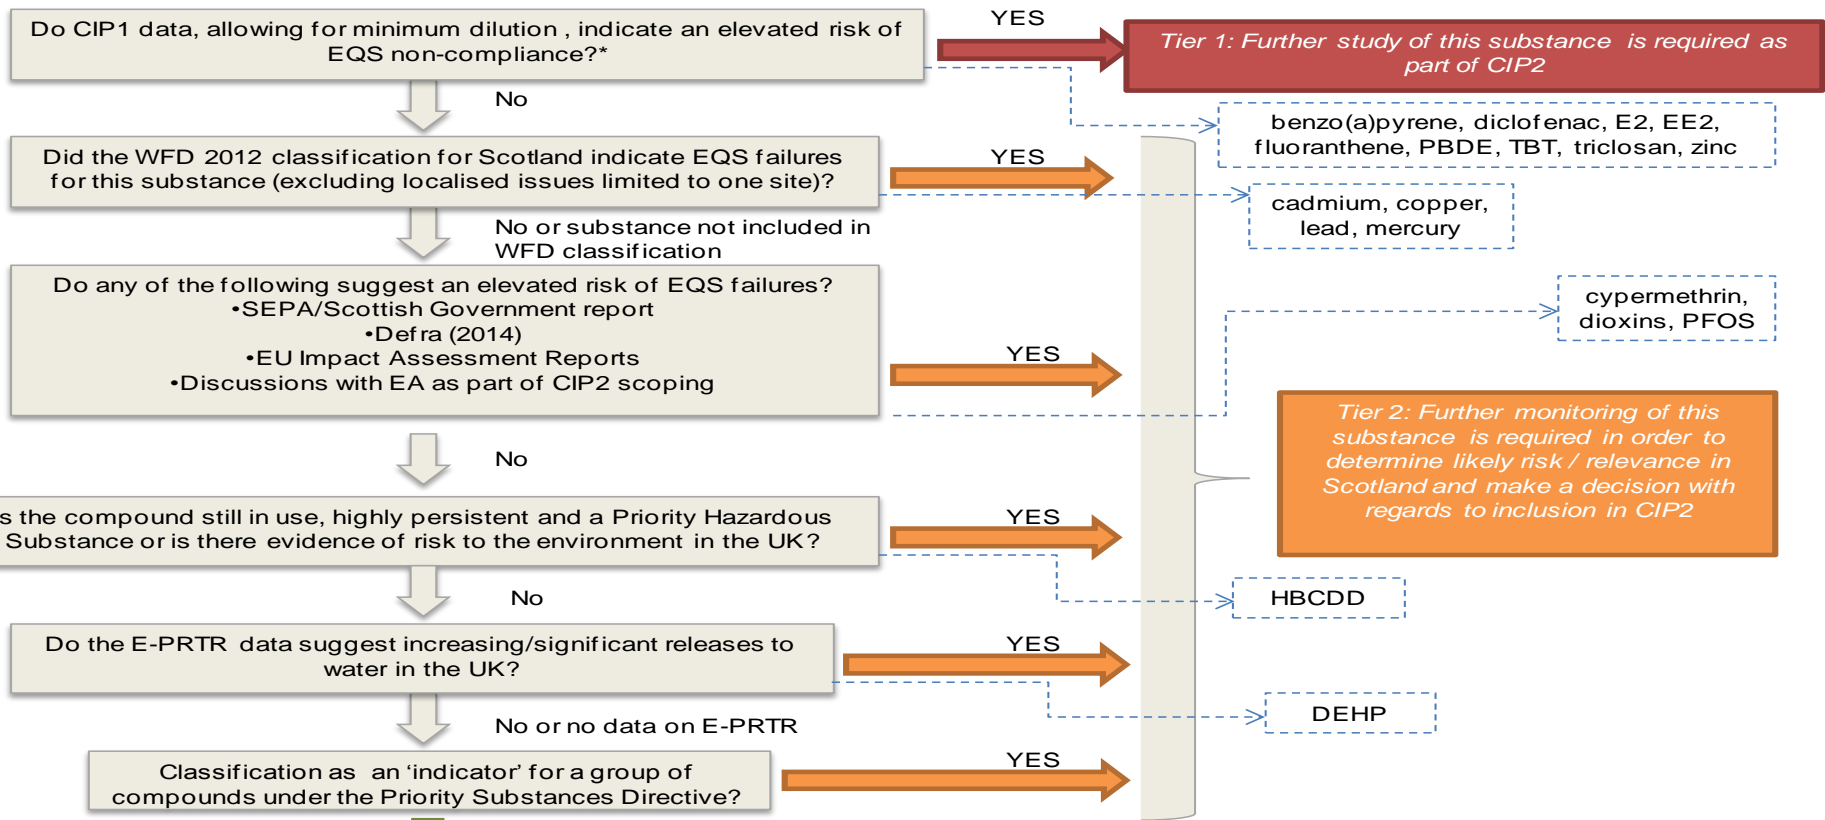 Do CIP1 data, allowing for minimum dilution , indicate an elevated risk of
EQS non-compliance?*
YES
Tier 1: Further study of this substance is required as
part of CIP2
No
benzo(a)pyrene, diclofenac, E2, EE2,
fluoranthene, PBDE, TBT, triclosan, zinc
Did the WFD 2012 classification for Scotland indicate EQS failures
for this substance (excluding localised issues limited to one site)?
YES
cadmium, copper,
lead, mercury
No or substance not included in
WFD classification
Do any of the following suggest an elevated risk of EQS failures?
•SEPA/Scottish Government report
•Defra (2014)
•EU Impact Assessment Reports
•Discussions with EA as part of CIP2 scoping
YES
cypermethrin,
dioxins, PFOS
Tier 2: Further monitoring of this
substance is required in order to
determine likely risk / relevance in
Scotland and make a decision with
regards to inclusion in CIP2
No
s the compound still in use, highly persistent and a Priority Hazardous
Substance or is there evidence of risk to the environment in the UK?
YES
HBCDD
No
Do the E-PRTR data suggest increasing/significant releases to
water in the UK?
YES
DEHP
No or no data on E-PRTR
Classification as an ‘indicator’ for a group of
compounds under the Priority Substances Directive?
YES